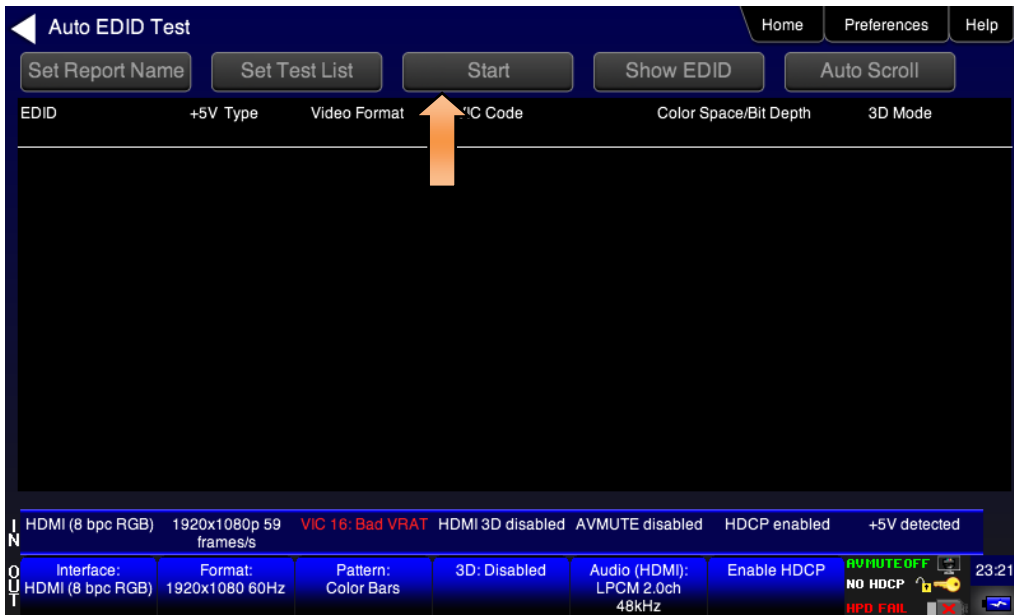 Auto EDID Test
Home
Preferences
Help
Set Report Name
Set Test List
Start
Show EDID
Auto Scroll
EDID +5V Type Video Format Code Color Space/Bit Depth 3D Mode
IN
HDMI (8 bpc RGB)
1920x1080p 59
frames/s
VIC 16: Bad VRAT
HDMI 3D disabled
AVMUTE disabled
HDCP enabled
+5V detected
OUT
Interface:
HDMI (8 bpc RGB)
Format:
1920x1080 60Hz
Pattern:
Color Bars
3D: Disabled
Audio (HDMI):
LPCM 2.0ch
48kHz
Enable HDCP
AVMUTEOFF
NO HDCP
HPD FAIL
23:21